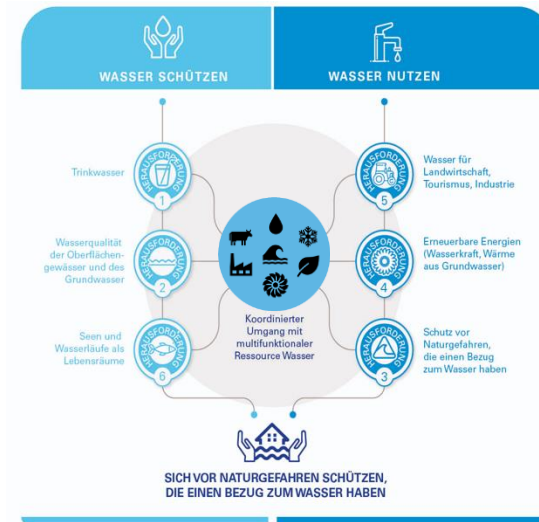 WASSER SCHÜTZEN
WASSER NUTZEN
Trinkwasser
HERAUSFORDERUNG
1
Wasserqualität
der Oberflächen-
gewässer und des
Grundwasser
HERAUSFORDERUNG
2
Seen und
Wasserläufe als
Lebensräume
HERAUSFORDERUNG
6
Koordinierter
Umgang mit
multifunktionaler
Ressource Wasser
HERAUSFORDERUNG
5
Wasser für
Landwirtschaft,
Tourismus, Industrie
HERAUSFORDERUNG
4
Erneuerbare Energien
(Wasserkraft, Wärme
aus Grundwasser)
HERAUSFORDERUNG
3
Schutz vor
Naturgefahren,
die einen Bezug
zum Wasser haben
SICH VOR NATURGEFAHREN SCHÜTZEN,
DIE EINEN BEZUG ZUM WASSER HABEN